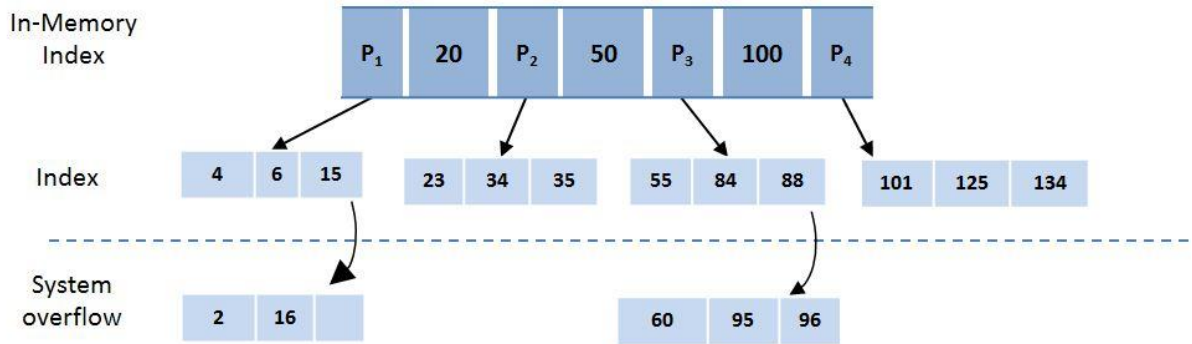 In-Memory
Index
P₁ 20 P₂ 50 P₃ 100 P₄
Index
4 6 15 23 34 35 55 84 88 101 125 134
System
overflow
2 16 60 95 96